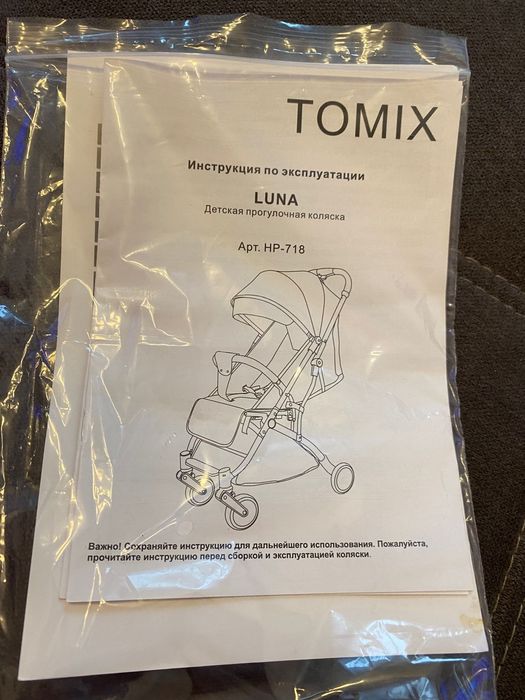 TOMIX
Инструкция по эксплуатации
LUNA
Детская прогулочная коляска
Арт. HP-718
Важно! Сохраняйте инструкцию для дальнейшего использования. Пожалуйста,
прочитайте инструкцию перед сборкой и эксплуатацией коляски.